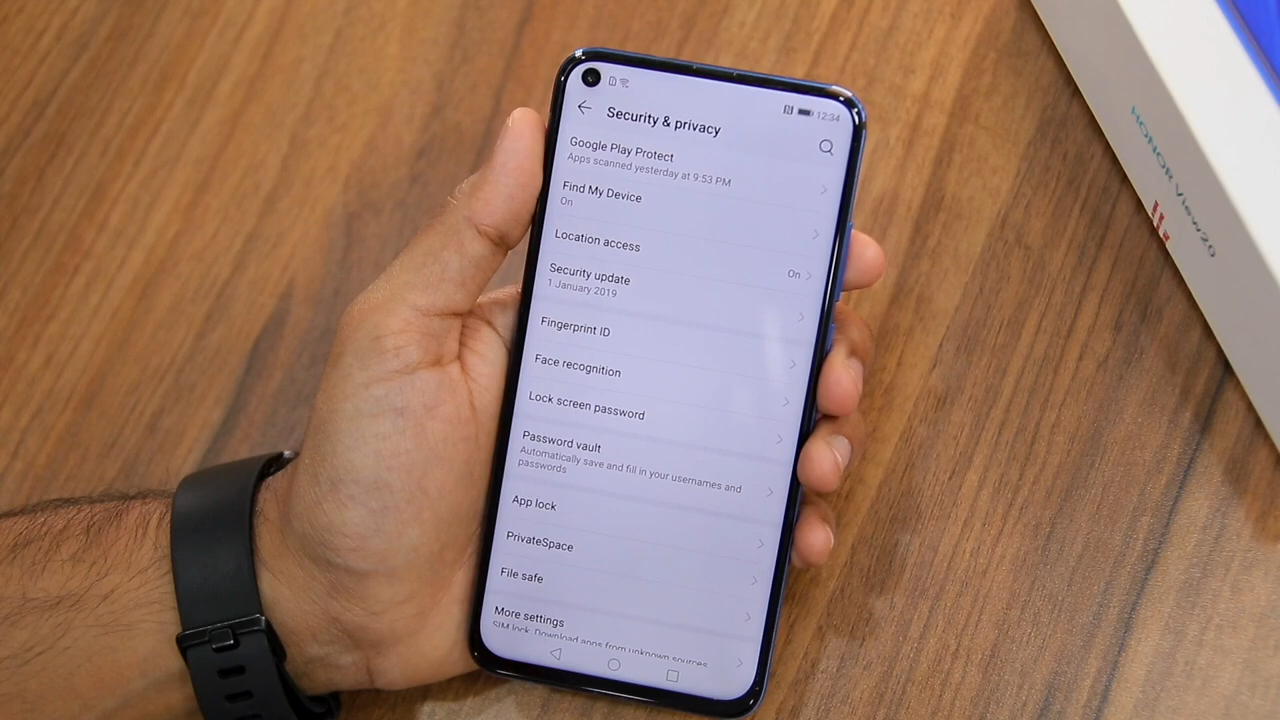 12:34
Security & privacy
Google Play Protect
Apps scanned yesterday at 9:53 PM
Find My Device
On
Location access
On
Security update
1 January 2019
Fingerprint ID
Face recognition
Lock screen password
Password vault
Automatically save and fill in your usernames and
passwords
App lock
PrivateSpace
File safe
More settings
SIM lock, Download apps from unknown sources
HONOR View20